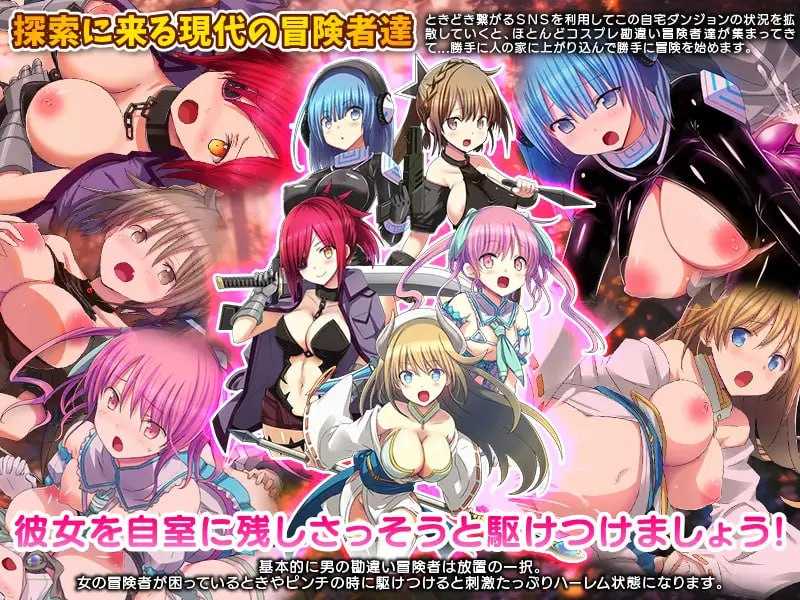 探索に来る現代の冒険者達
ときどき繋がるSNSを利用してこの自宅ダンジョンの状況を拡
散していくと、ほとんどコスプレ勘違い冒険者達が集まってき
て…勝手に人の家に上がり込んで勝手に冒険を始めます。
彼女を自室に残しさっそうと駆けつけましょう!
基本的に男の勘違い冒険者は放置の一択。
女の冒険者が困っているときやピンチの時に駆けつけると刺激たっぷりハーレム状態になります。